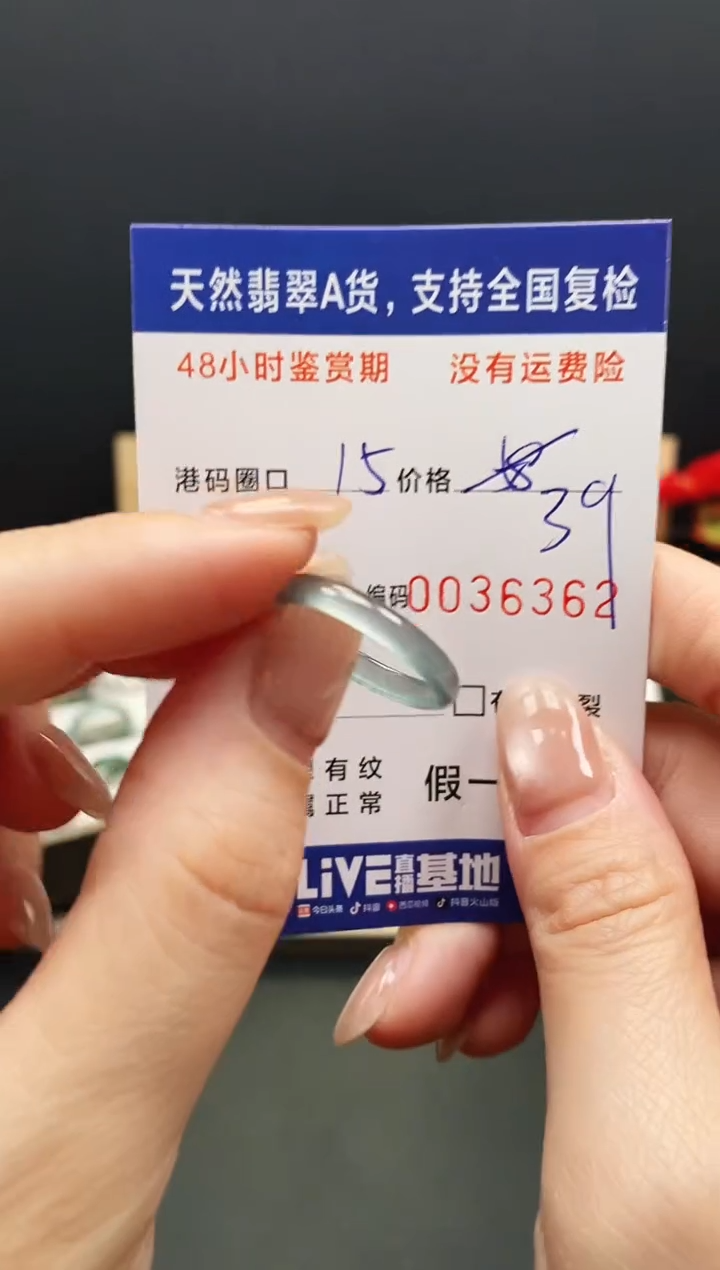 天然翡翠A货，支持全国复检
48小时鉴赏期 没有运费险
港码圈口 15 价格
39
编码0036362
裂
有纹
正常
假一
LiVE直播基地
今日头条 抖音 西瓜视频 抖音火山版